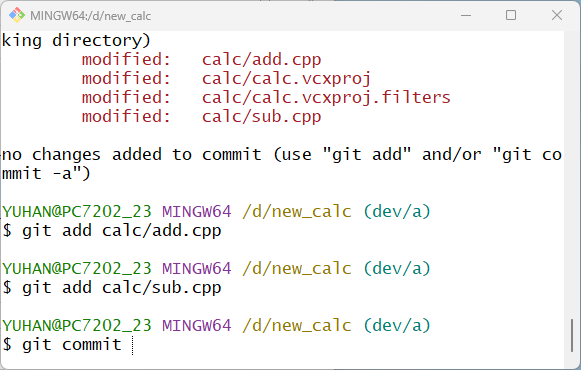 MINGW64:/d/new_calc
king directory)
        modified:   calc/add.cpp
        modified:   calc/calc.vcxproj
        modified:   calc/calc.vcxproj.filters
        modified:   calc/sub.cpp
no changes added to commit (use "git add" and/or "git co
mmit -a")
YUHAN@PC7202_23 MINGW64 /d/new_calc (dev/a)
$ git add calc/add.cpp
YUHAN@PC7202_23 MINGW64 /d/new_calc (dev/a)
$ git add calc/sub.cpp
YUHAN@PC7202_23 MINGW64 /d/new_calc (dev/a)
$ git commit